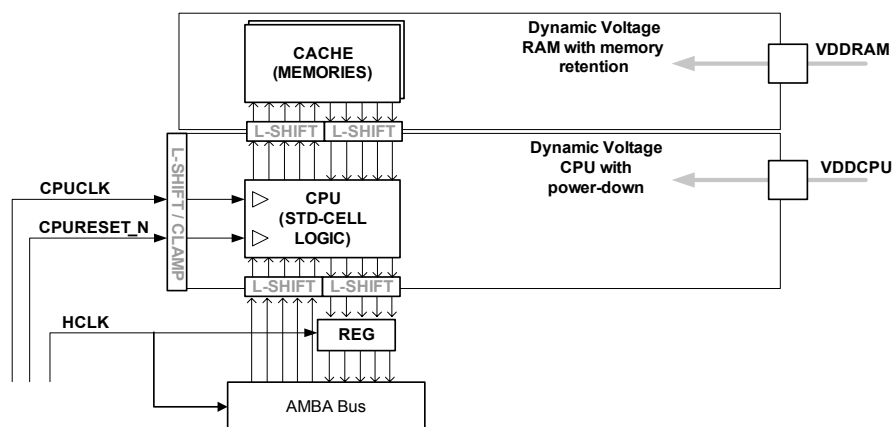 CACHE
(MEMORIES)
Dynamic Voltage
RAM with memory
retention
VDDRAM
L-SHIFT
L-SHIFT
L-SHIFT / CLAMP
Dynamic Voltage
CPU with
power-down
VDDCPU
CPUCLK
CPURESET_N
CPU
(STD-CELL
LOGIC)
L-SHIFT
L-SHIFT
HCLK
REG
AMBA Bus